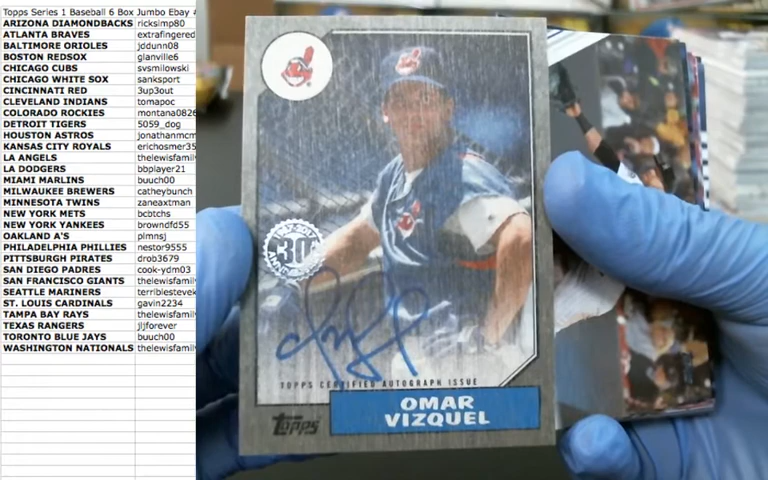 Topps Series 1 Baseball 6 Box Jumbo Ebay #
ARIZONA DIAMONDBACKS ricksimp80
ATLANTA BRAVES extrafingered
BALTIMORE ORIOLES jddunn08
BOSTON REDSOX glanville6
CHICAGO CUBS svsmilowski
CHICAGO WHITE SOX sanksport
CINCINNATI RED 3up3out
CLEVELAND INDIANS tomapoc
COLORADO ROCKIES montana0826
DETROIT TIGERS 5059_dog
HOUSTON ASTROS jonathanmcm
KANSAS CITY ROYALS erichosmer35
LA ANGELS thelewisfamil
LA DODGERS bbplayer21
MIAMI MARLINS buuch00
MILWAUKEE BREWERS catheybunch
MINNESOTA TWINS zaneaxtman
NEW YORK METS bcbtchs
NEW YORK YANKEES browndfd55
OAKLAND A'S plmnsj
PHILADELPHIA PHILLIES nestor9555
PITTSBURGH PIRATES drob3679
SAN DIEGO PADRES cook-ydm03
SAN FRANCISCO GIANTS thelewisfamil
SEATTLE MARINERS terriblestevek
ST. LOUIS CARDINALS gavin2234
TAMPA BAY RAYS thelewisfamil
TEXAS RANGERS jljforever
TORONTO BLUE JAYS buuch00
WASHINGTON NATIONALS thelewisfamil
30
ANNIVERSARY
TOPPS CERTIFIED AUTOGRAPH ISSUE
Topps
OMAR
VIZQUEL